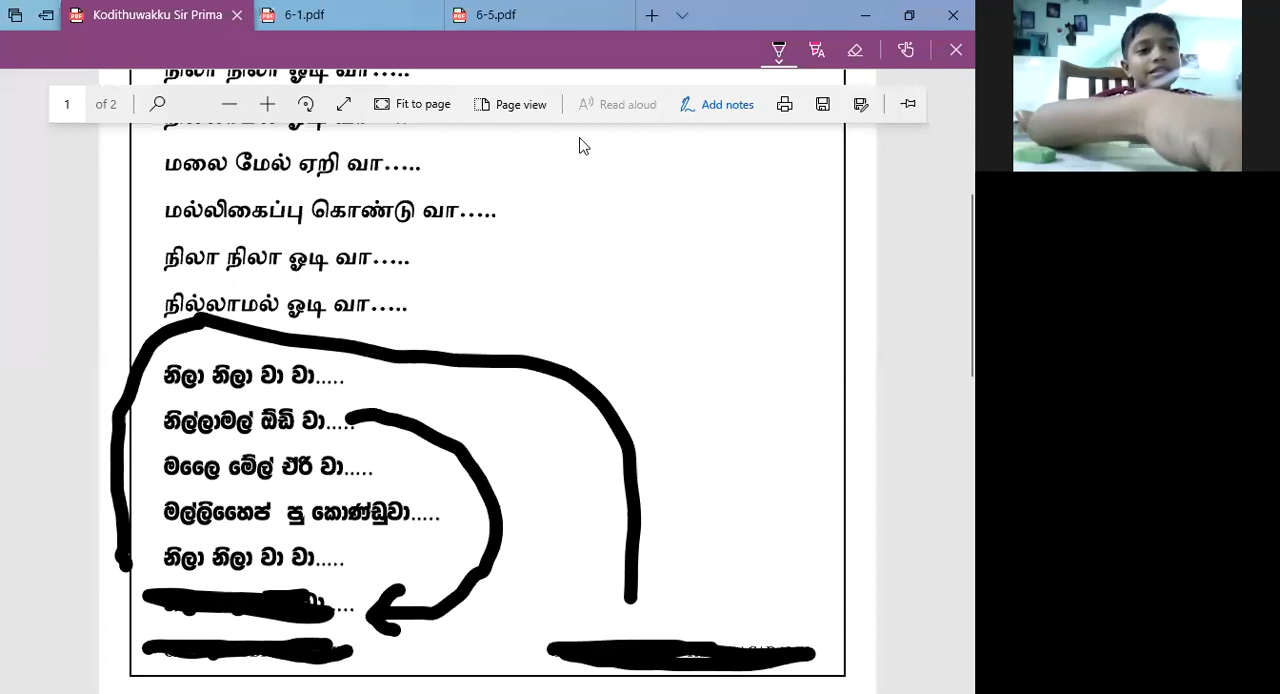 Kodithuwakku Sir Prima
6-1.pdf
6-5.pdf
நிலா நிலா ஓடி வா…..
1 of 2
Fit to page
Page view
Read aloud
Add notes
மலை மேல் ஏறி வா…..
மல்லிகைப்பு கொண்டு வா…..
நிலா நிலா ஓடி வா…..
நில்லாமல் ஓடி வா…..
නිලා නිලා වා වා.....
නිල්ලාමල් ඕඩි වා.....
මලෛ මේල් ඒරි වා.....
මල්ලිහෛප් පු කොණ්ඩුවා.....
නිලා නිලා වා වා.....